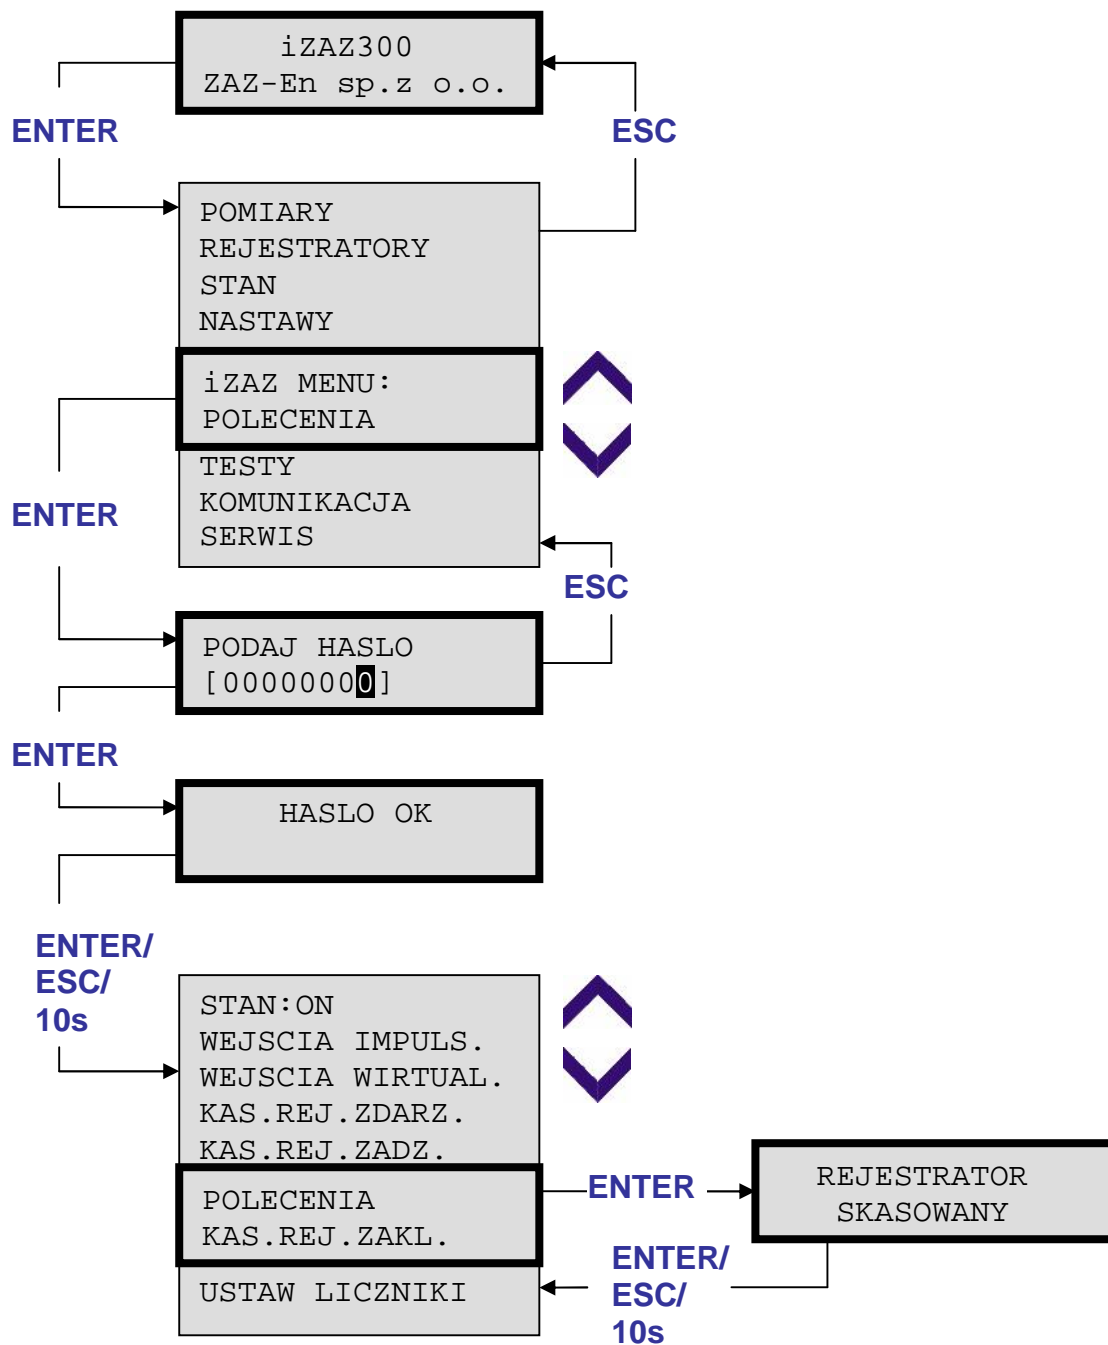 iZAZ300
ZAZ-En sp.z o.o.
ENTER
ESC
POMIARY
REJESTRATORY
STAN
NASTAWY
iZAZ MENU:
POLECENIA
TESTY
KOMUNIKACJA
SERWIS
ENTER
ESC
PODAJ HASLO
[00000000]
ENTER
HASLO OK
ENTER/
ESC/
10s
STAN:ON
WEJSCIA IMPULS.
WEJSCIA WIRTUAL.
KAS.REJ.ZDARZ.
KAS.REJ.ZADZ.
POLECENIA
KAS.REJ.ZAKL.
USTAW LICZNIKI
ENTER
REJESTRATOR
SKASOWANY
ENTER/
ESC/
10s